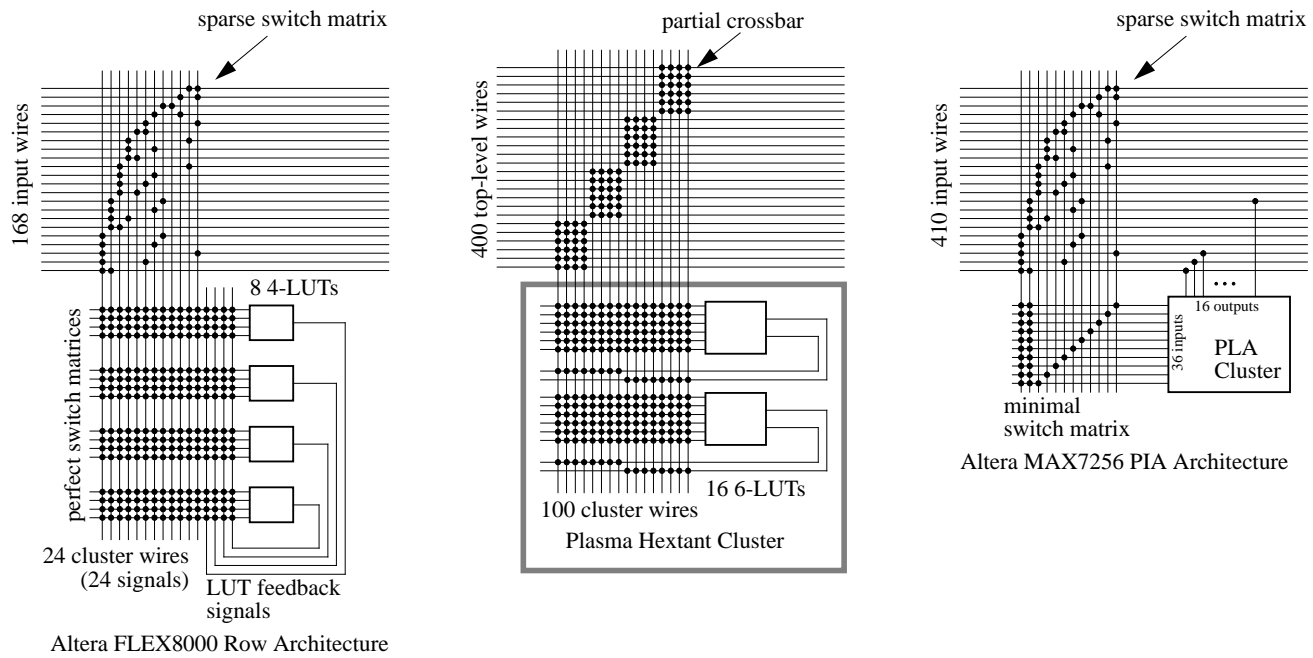 sparse switch matrix
168 input wires
8 4-LUTs
perfect switch matrices
24 cluster wires
(24 signals)
LUT feedback
signals
Altera FLEX8000 Row Architecture
partial crossbar
400 top-level wires
16 6-LUTs
100 cluster wires
Plasma Hextant Cluster
sparse switch matrix
410 input wires
16 outputs
36 inputs
PLA
Cluster
minimal
switch matrix
Altera MAX7256 PIA Architecture